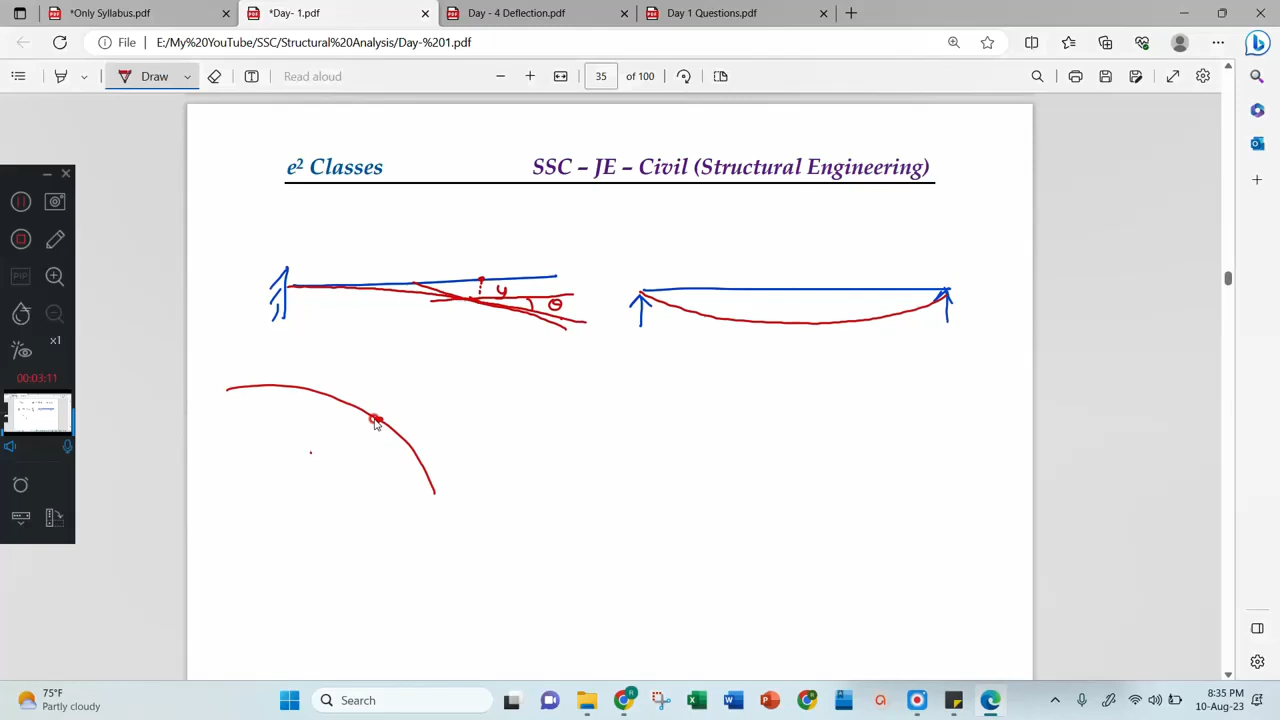 *Only Syllabus.pdf
*Day- 1.pdf
Day - 4 Deflection.pdf
Day 1 Questions.pdf
File
E:/My%20YouTube/SSC/Structural%20Analysis/Day-%201.pdf
Draw
Read aloud
35
of 100
e² Classes
SSC – JE – Civil (Structural Engineering)
y
θ
PIP
x1
00:03:11
75°F
Partly cloudy
Search
8:35 PM
10-Aug-23